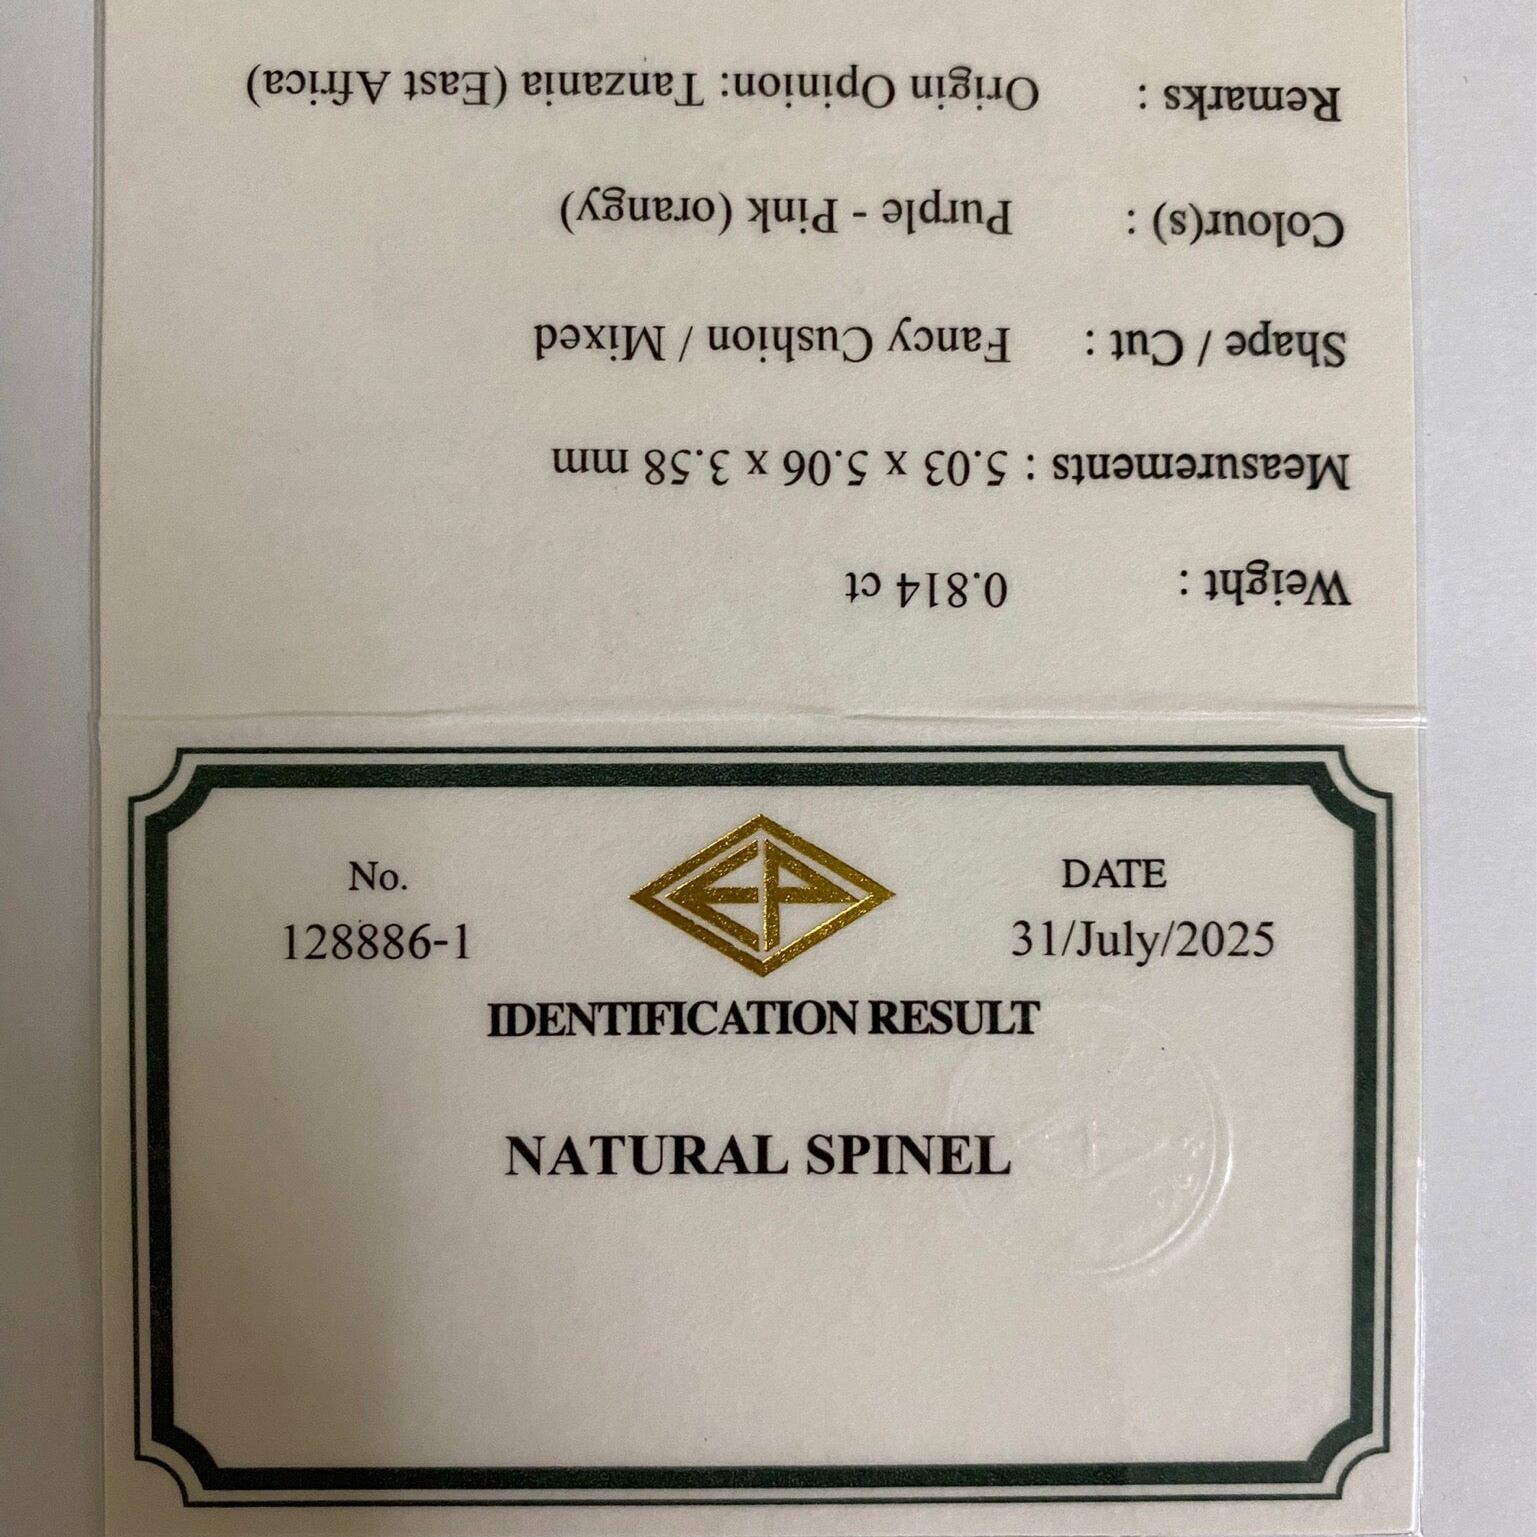 No.
128886-1
EP
DATE
31/July/2025
IDENTIFICATION RESULT
NATURAL SPINEL
Weight : 0.814 ct
Measurements : 5.03 x 5.06 x 3.58 mm
Shape / Cut : Fancy Cushion / Mixed
Colour(s) : Purple - Pink (orangy)
Remarks : Origin Opinion: Tanzania (East Africa)